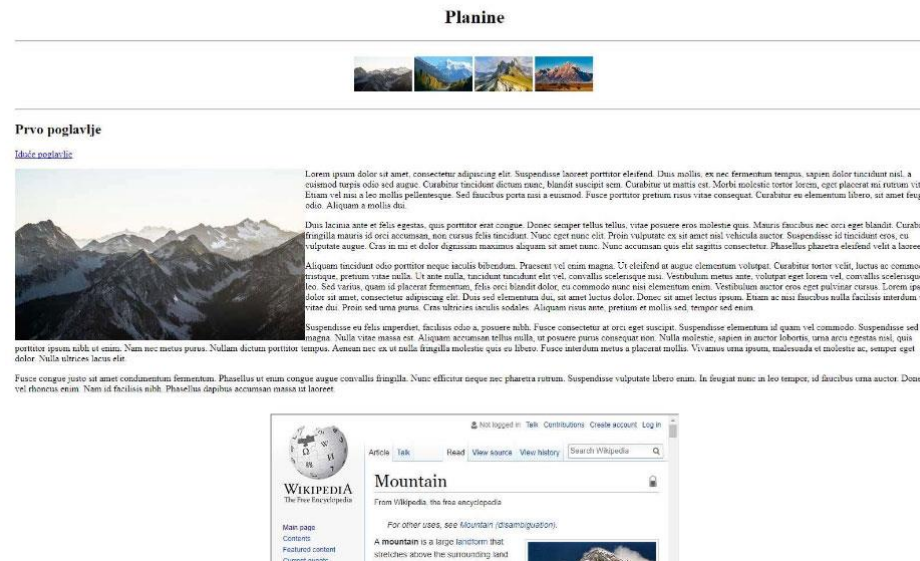 Planine
Prvo poglavlje
Iduće poglavlje
Lorem ipsum dolor sit amet, consectetur adipiscing elit. Suspendisse laoreet porttitor eleifend. Duis mollis, ex nec fermentum tempus, sapien dolor tincidunt nisl, a
euismod turpis odio sed augue. Curabitur tincidunt dictum nunc, blandit suscipit sem. Curabitur ut mattis est. Morbi molestie tortor lorem, eget placerat mi rutrum
Etiam vel nisi a leo mollis pellentesque. Sed faucibus porta nisi a euismod. Fusce porttitor pretium risus vitae consequat. Curabitur eu elementum libero, sit amet
odio. Aliquam a mollis dui.
Duis lacinia ante et felis egestas, quis porttitor erat congue. Donec semper tellus tellus, vitae posuere eros molestie quis. Mauris faucibus nec orci eget blandit.
fringilla mauris id orci accumsan, non cursus felis tincidunt. Nunc eget nunc elit. Proin vulputate ex sit amet nisl vehicula auctor. Suspendisse id tincidunt eros, eu
vulputate augue. Cras in mi et dolor dignissim maximus aliquam sit amet nunc. Nunc accumsan quis elit sagittis consectetur. Phasellus pharetra eleifend velit a
Aliquam tincidunt odio porttitor neque iaculis bibendum. Praesent vel enim magna. Ut eleifend at augue elementum volutpat. Curabitur tortor velit, luctus ac
tristique, pretium vitae nulla. Ut ante nulla, tincidunt tincidunt elit vel, convallis scelerisque nisi. Vestibulum metus ante, volutpat eget lorem vel, convallis
leo. Sed varius, quam id placerat fermentum, felis orci blandit dolor, eu commodo nunc nisi elementum enim. Vestibulum auctor eros eget pulvinar cursus. Lorem
dolor sit amet, consectetur adipiscing elit. Duis sed elementum dui, sit amet luctus dolor. Donec sit amet lectus ipsum. Etiam ac nisi faucibus nulla facilisis interdum
vitae dui. Proin sed urna purus. Cras ultricies iaculis sodales. Aliquam risus ante, pretium et mollis sed, tempor sed enim.
Suspendisse eu felis imperdiet, facilisis odio a, posuere nibh. Fusce consectetur at orci eget suscipit. Suspendisse elementum id quam vel commodo. Suspendisse sed
magna. Nulla vitae massa est. Aliquam accumsan tellus nulla, ut posuere purus consequat non. Nulla molestie, sapien in auctor lobortis, urna arcu egestas nisl, quis
porttitor ipsum nibh ut enim. Nam nec metus purus. Nullam dictum porttitor tempus. Aenean nec ex ut nulla fringilla molestie quis eu libero. Fusce interdum metus a placerat mollis. Vivamus urna ipsum, malesuada et molestie ac, semper eget
dolor. Nulla ultrices lacus elit.
Fusce congue justo sit amet condimentum fermentum. Phasellus ut enim congue augue convallis fringilla. Nunc efficitur neque nec pharetra rutrum. Suspendisse vulputate libero enim. In feugiat nunc in leo tempor, id faucibus urna auctor.
vel rhoncus enim. Nam id facilisis nibh. Phasellus dapibus accumsan massa ut laoreet.
Not logged in Talk Contributions Create account Log in
Article Talk Read View source View history Search Wikipedia
WIKIPEDIA
The Free Encyclopedia
Mountain
From Wikipedia, the free encyclopedia
For other uses, see Mountain (disambiguation).
Main page
Contents
Featured content
Current events
A mountain is a large landform that
stretches above the surrounding land